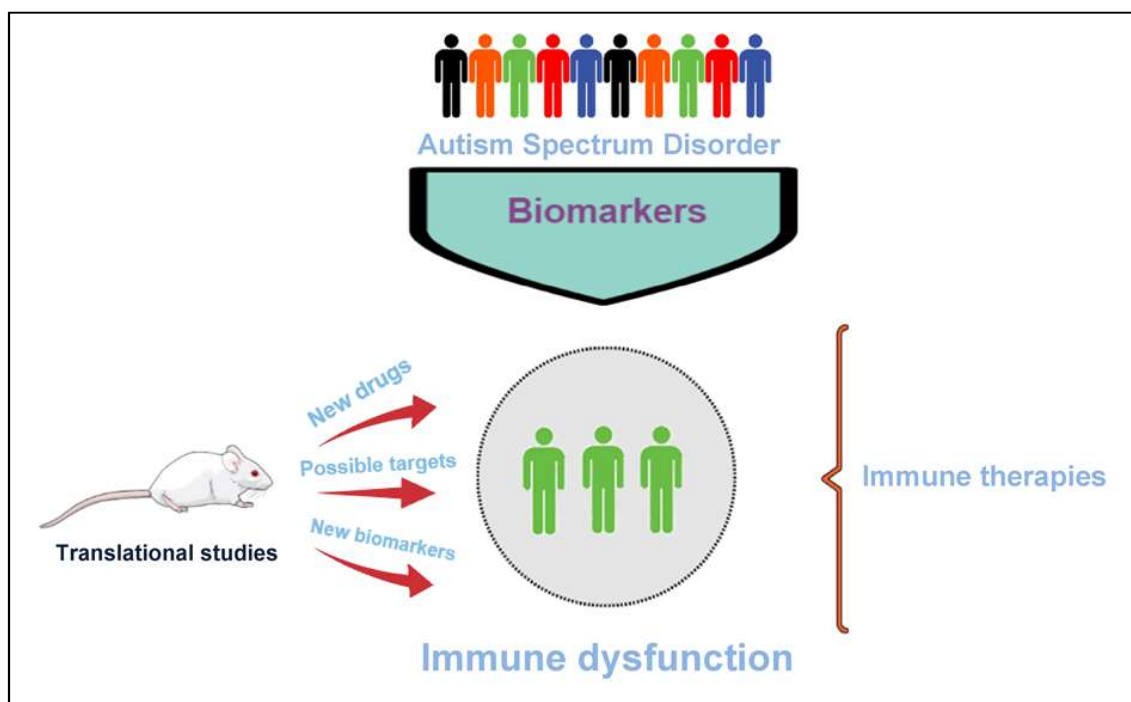 Autism Spectrum Disorder
Biomarkers
New drugs
Possible targets
New biomarkers
Translational studies
Immune therapies
Immune dysfunction